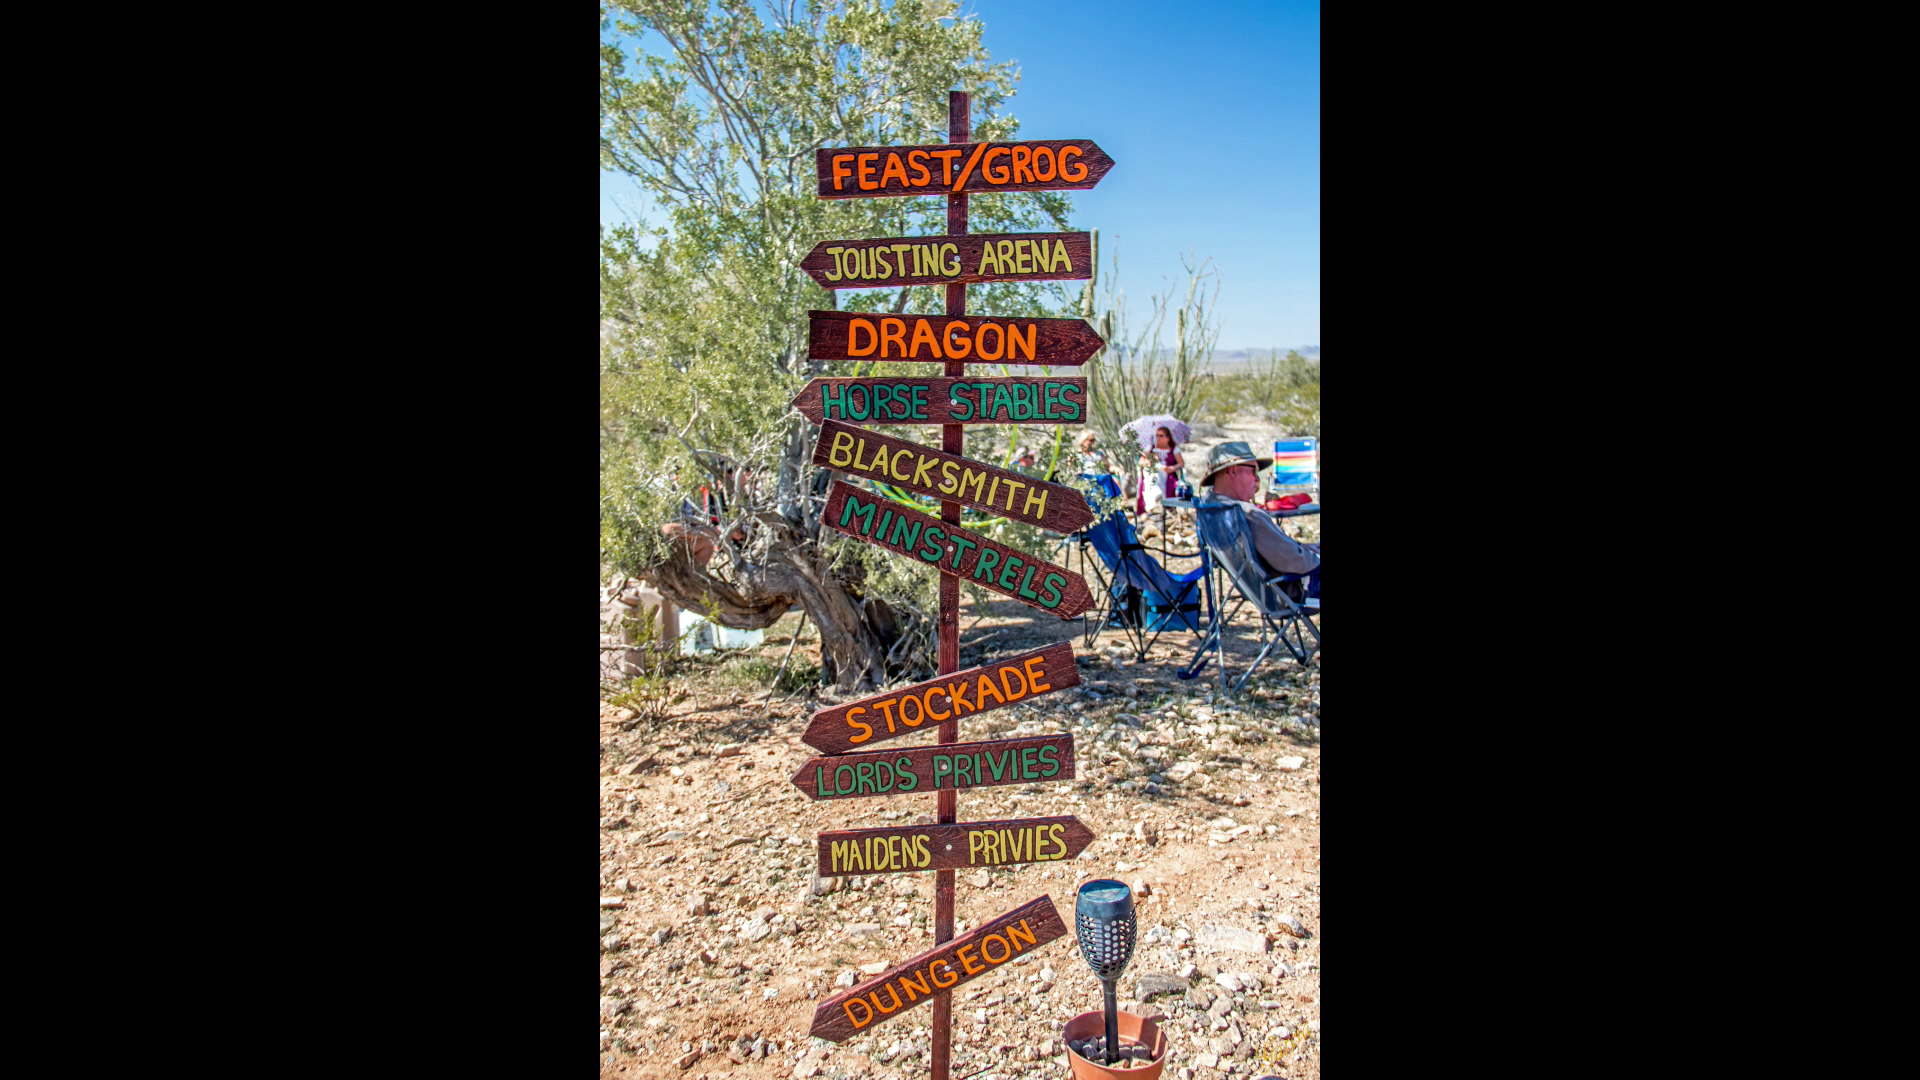 FEAST/GROG
JOUSTING ARENA
DRAGON
HORSE STABLES
BLACKSMITH
MINSTRELS
STOCKADE
LORDS PRIVIES
MAIDENS PRIVIES
DUNGEON